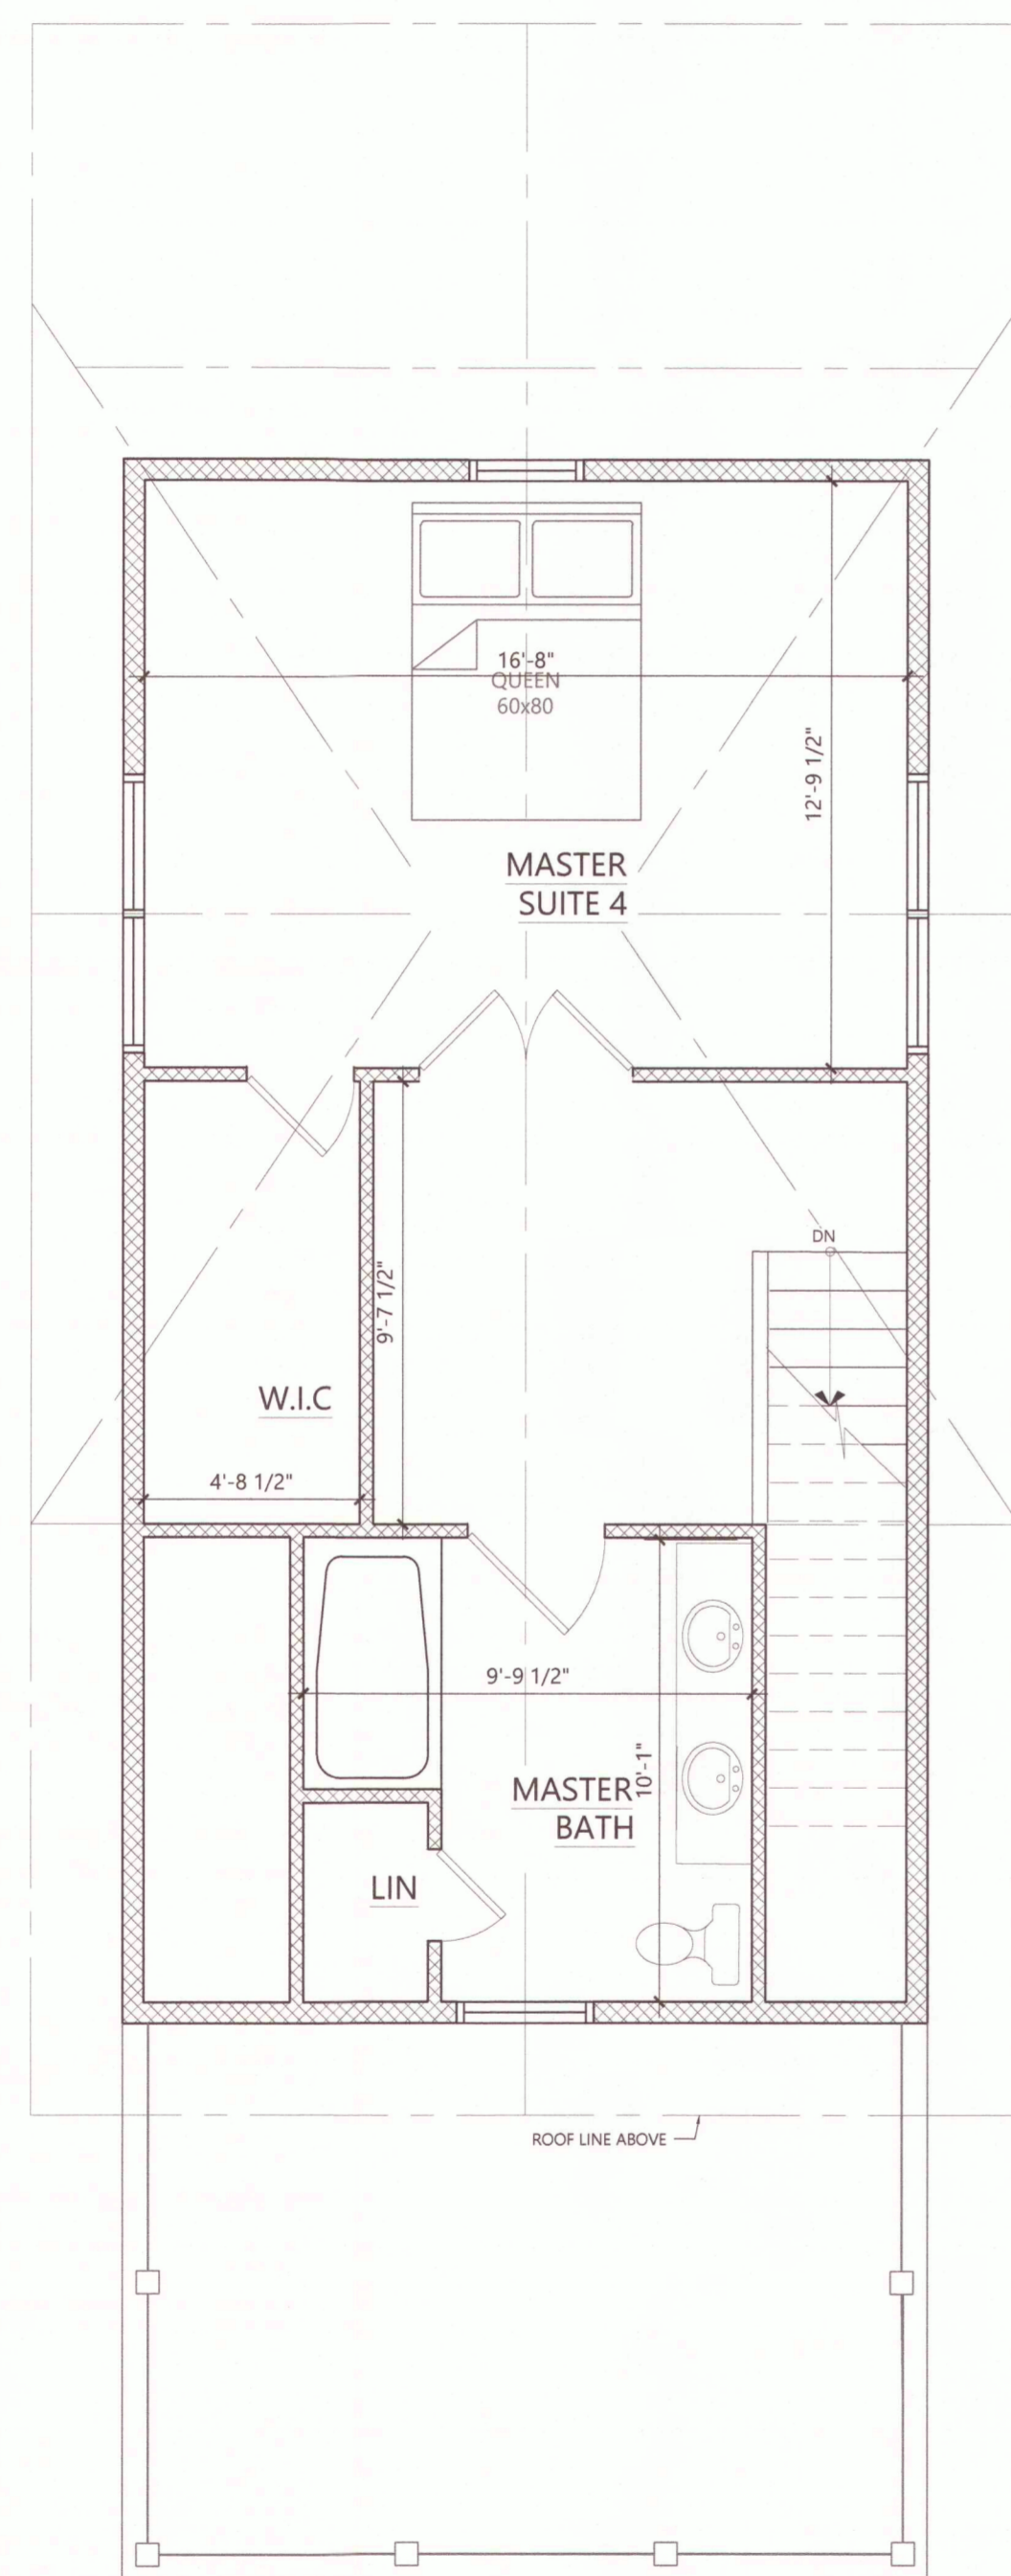 16'-8"
QUEEN
60x80
12'-9 1/2"
MASTER
SUITE 4
DN
9'-7 1/2"
W.I.C
4'-8 1/2"
9'-9 1/2"
10'-1"
MASTER
BATH
LIN
ROOF LINE ABOVE